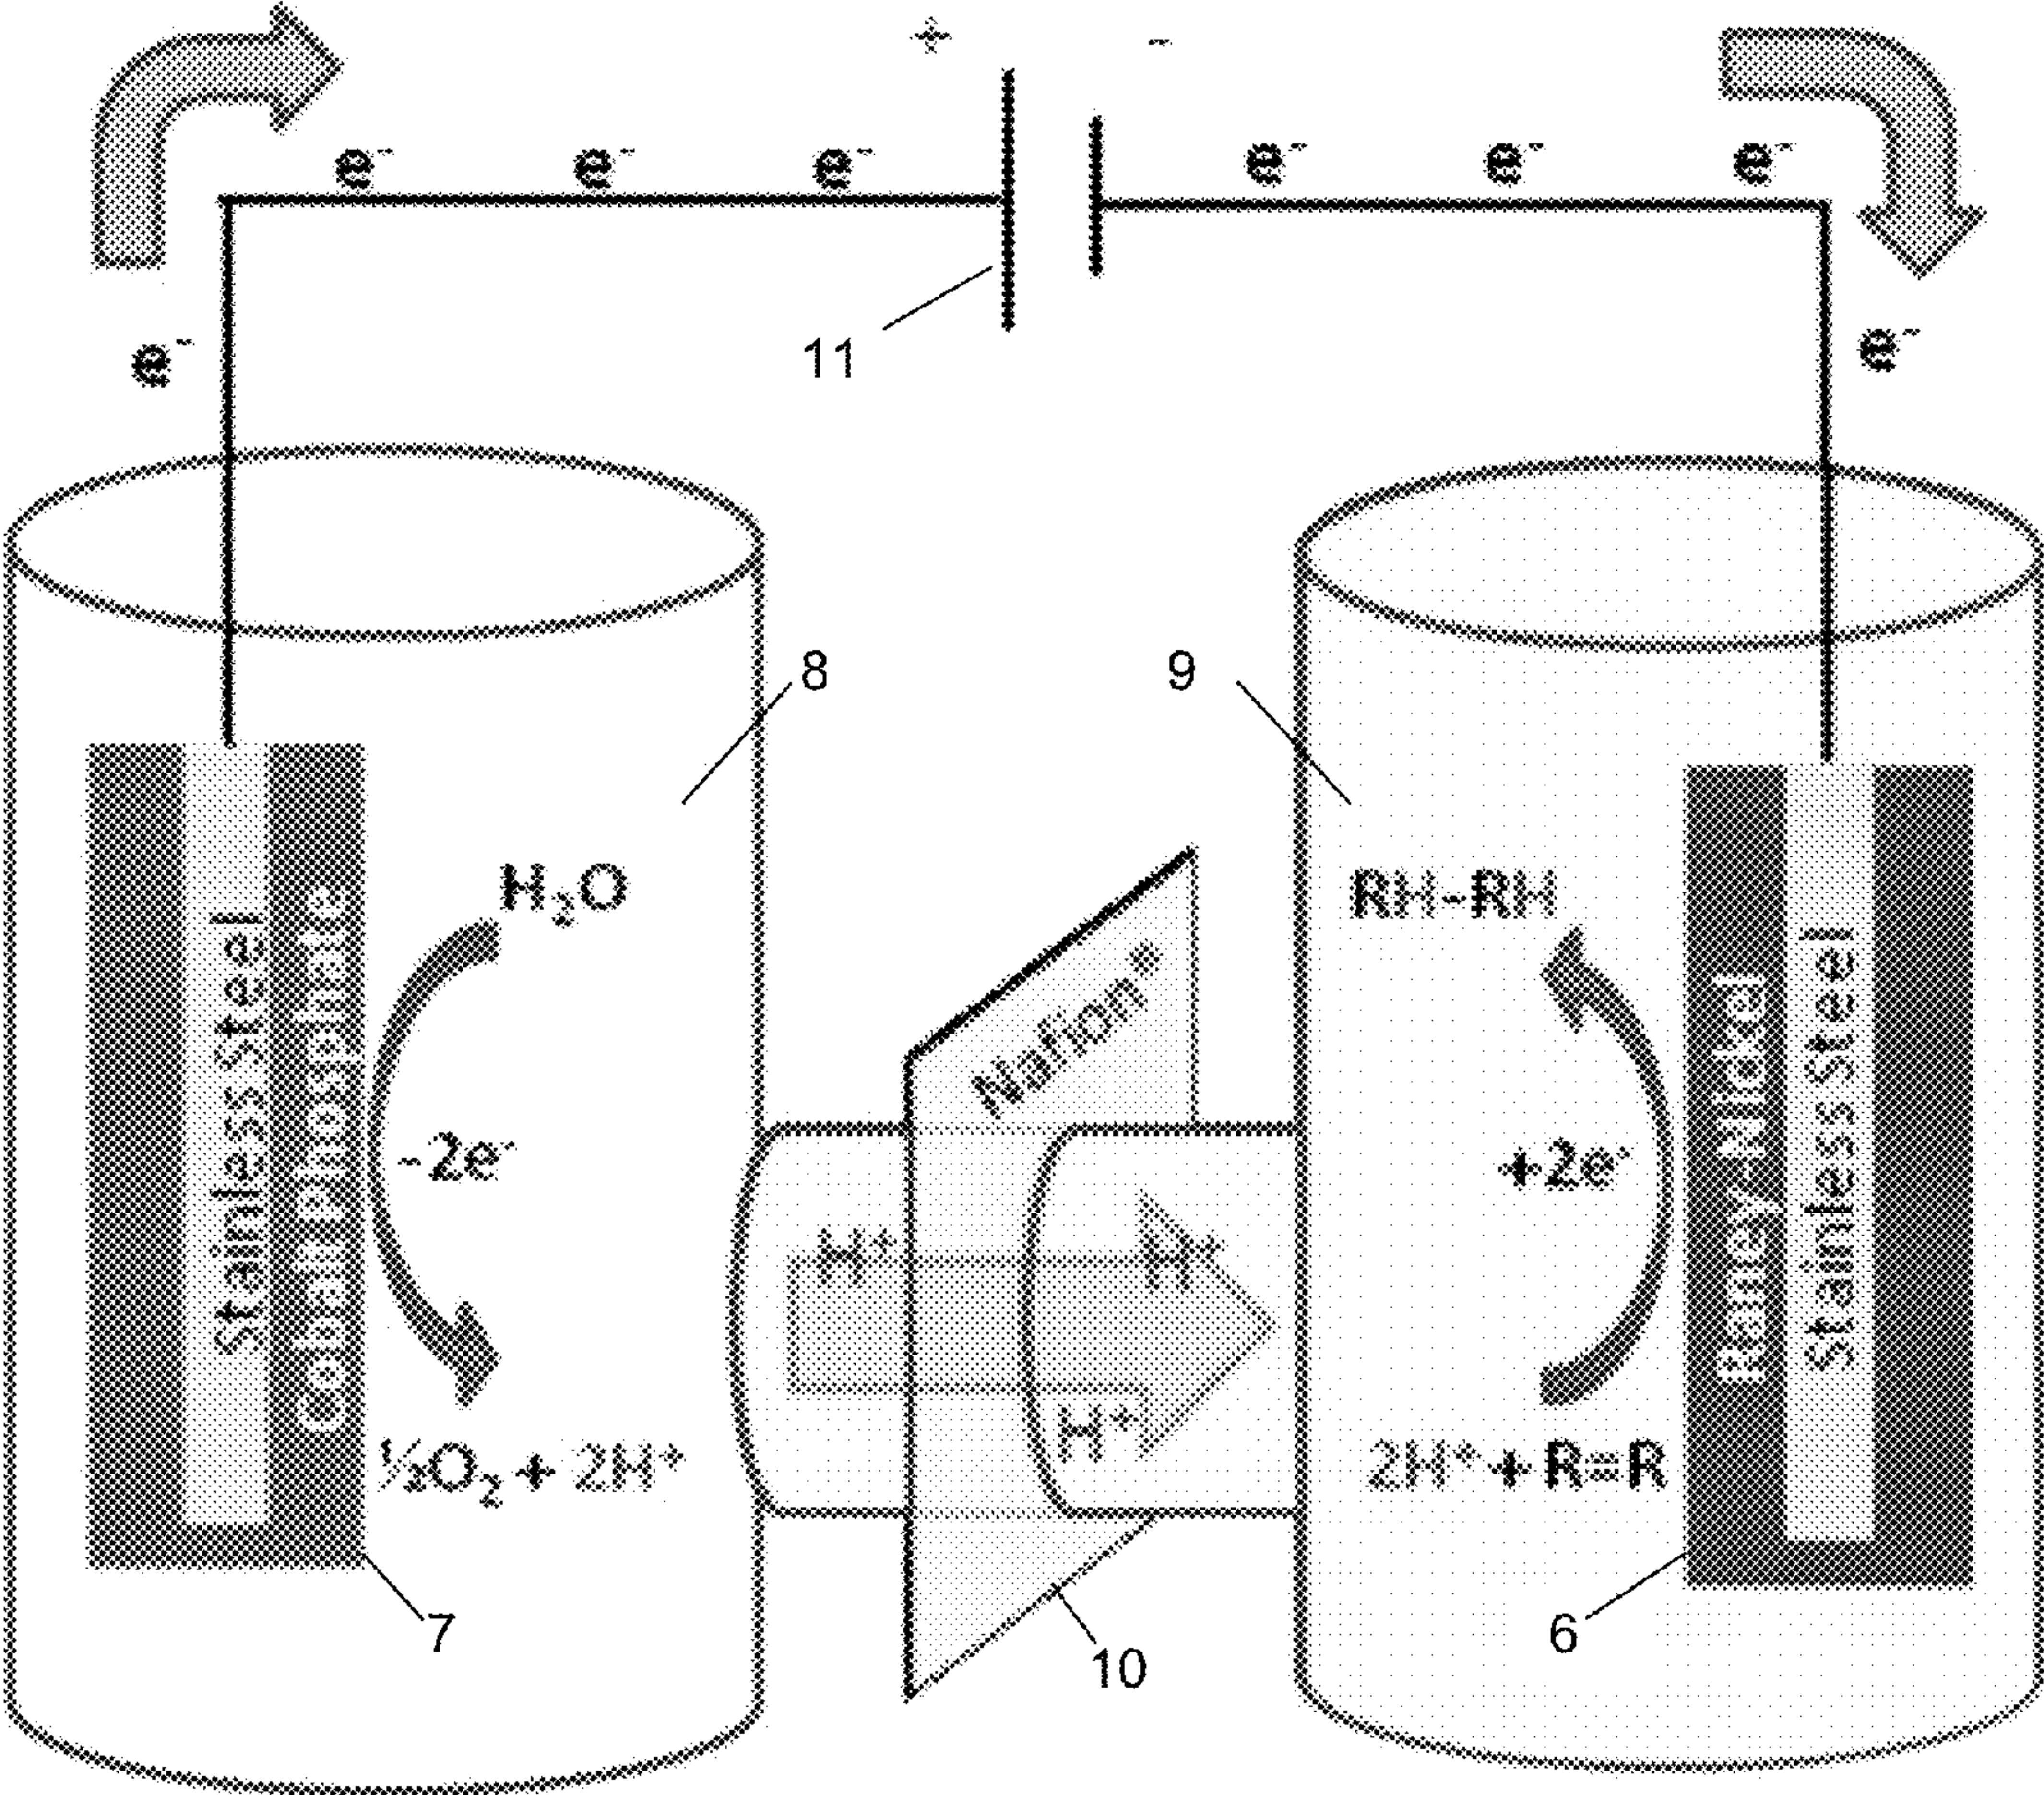 + -
e⁻ e⁻ e⁻ e⁻ e⁻ e⁻
e⁻ 11 e⁻
8 9
H₂O
RH-RH
Stainless Steel
Cobalt phosphate
Nafion®
Raney Nickel
Stainless Steel
-2e⁻
+2e⁻
H⁺ H⁺
H⁺
½O₂ + 2H⁺
2H⁺ + R=R
7
10
6